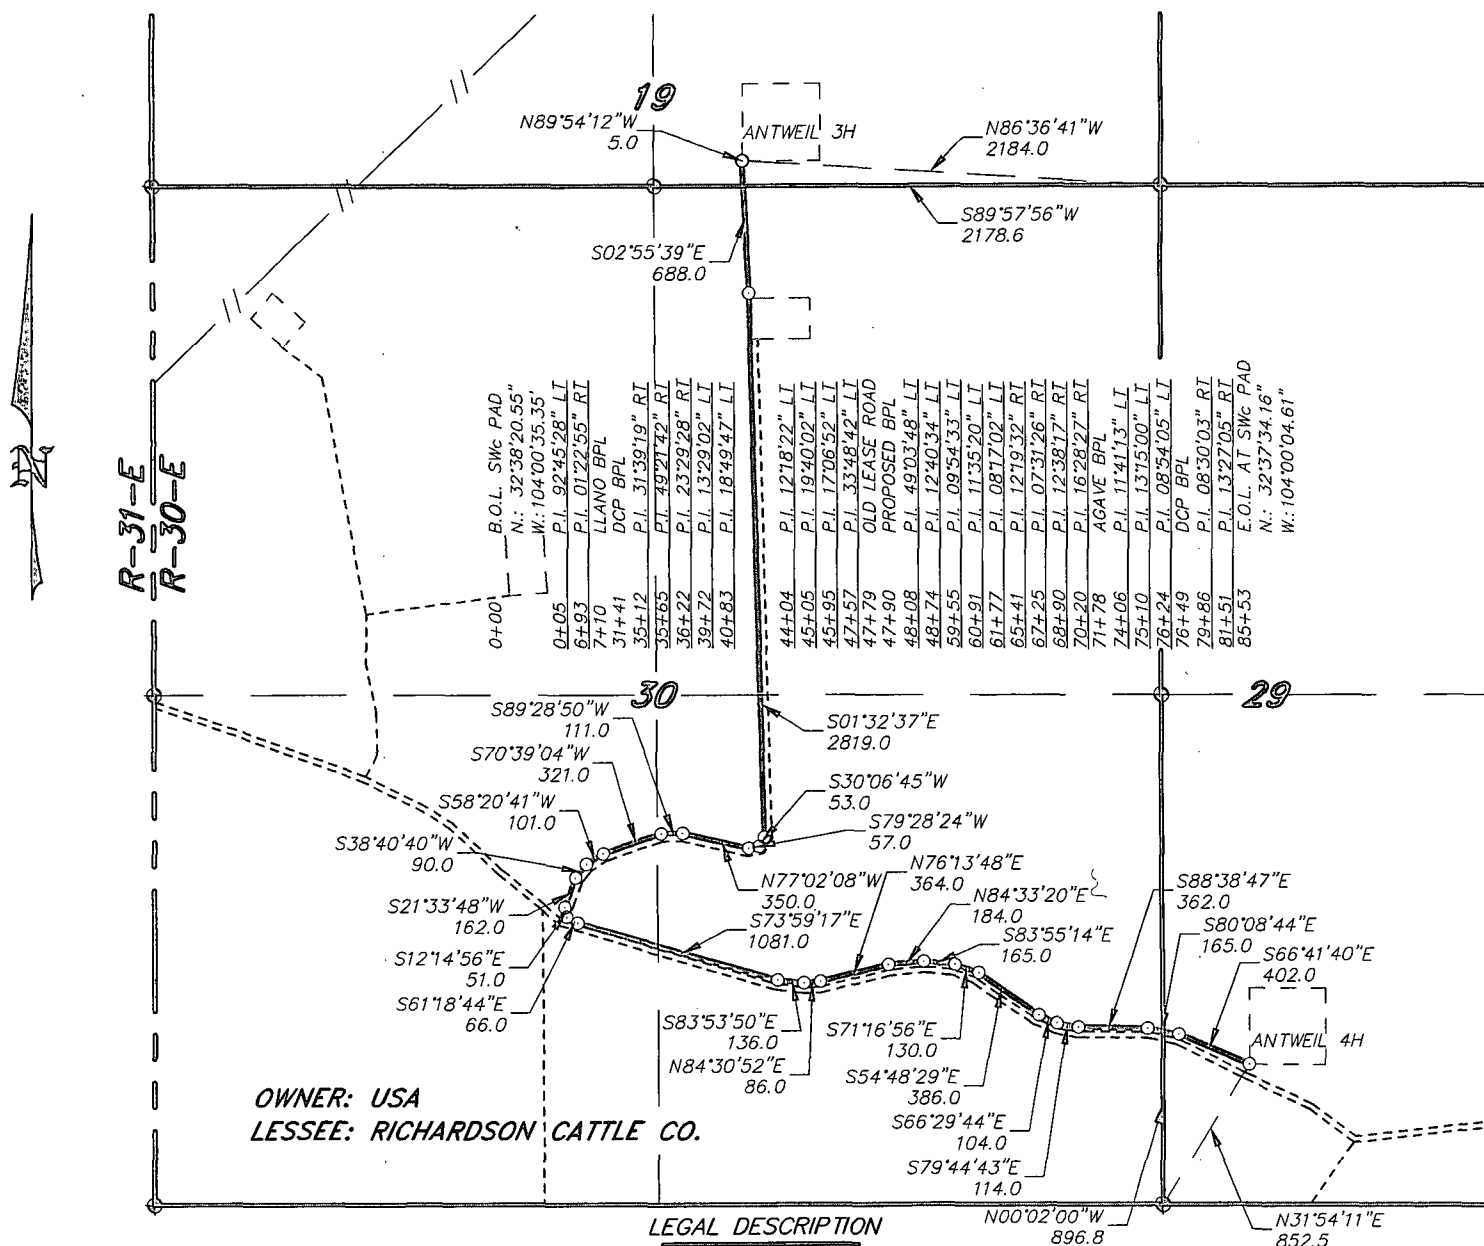 19
N89°54'12"W
5.0
ANTWEIL 3H
N86°36'41"W
2184.0
S89°57'56"W
2178.6
S02°55'39"E
688.0
R-31-E
R-30-E
N
0+00 B.O.L. SWc PAD
N.: 32°38'20.55"
W.: 104°00'35.35'
0+05 P.I. 92°45'28" LT
6+93 P.I. 01°22'55" RT
7+10 LLANO BPL
31+41 DCP BPL
35+12 P.I. 31°39'19" RT
35+65 P.I. 49°21'42" RT
36+22 P.I. 23°29'28" RT
39+72 P.I. 13°29'02" LT
40+83 P.I. 18°49'47" LT
44+04 P.I. 12°18'22" LT
45+05 P.I. 19°40'02" LT
45+95 P.I. 17°06'52" LT
47+57 P.I. 33°48'42" LT
47+79 OLD LEASE ROAD
47+90 PROPOSED BPL
48+08 P.I. 49°03'48" LT
48+74 P.I. 12°40'34" LT
59+55 P.I. 09°54'33" LT
60+91 P.I. 11°35'20" LT
61+77 P.I. 08°17'02" LT
65+41 P.I. 12°19'32" RT
67+25 P.I. 07°31'26" RT
68+90 P.I. 12°38'17" RT
70+20 P.I. 16°28'27" RT
71+78 AGAVE BPL
74+06 P.I. 11°41'13" LT
75+10 P.I. 13°15'00" LT
76+24 P.I. 08°54'05" LT
76+49 DCP BPL
79+86 P.I. 08°30'03" RT
81+51 P.I. 13°27'05" RT
85+53 E.O.L. AT SWc PAD
N.: 32°37'34.16"
W.: 104°00'04.61"
30
29
S89°28'50"W
111.0
S01°32'37"E
2819.0
S70°39'04"W
321.0
S30°06'45"W
53.0
S58°20'41"W
101.0
S79°28'24"W
57.0
S38°40'40"W
90.0
N76°13'48"E
364.0
N77°02'08"W
350.0
N84°33'20"E
184.0
S88°38'47"E
362.0
S21°33'48"W
162.0
S73°59'17"E
1081.0
S83°55'14"E
165.0
S80°08'44"E
165.0
S12°14'56"E
51.0
S66°41'40"E
402.0
S61°18'44"E
66.0
S83°53'50"E
136.0
S71°16'56"E
130.0
ANTWEIL 4H
N84°30'52"E
86.0
S54°48'29"E
386.0
OWNER: USA
LESSEE: RICHARDSON CATTLE CO.
S66°29'44"E
104.0
S79°44'43"E
114.0
N00°02'00"W
896.8
N31°54'11"E
852.5
LEGAL DESCRIPTION